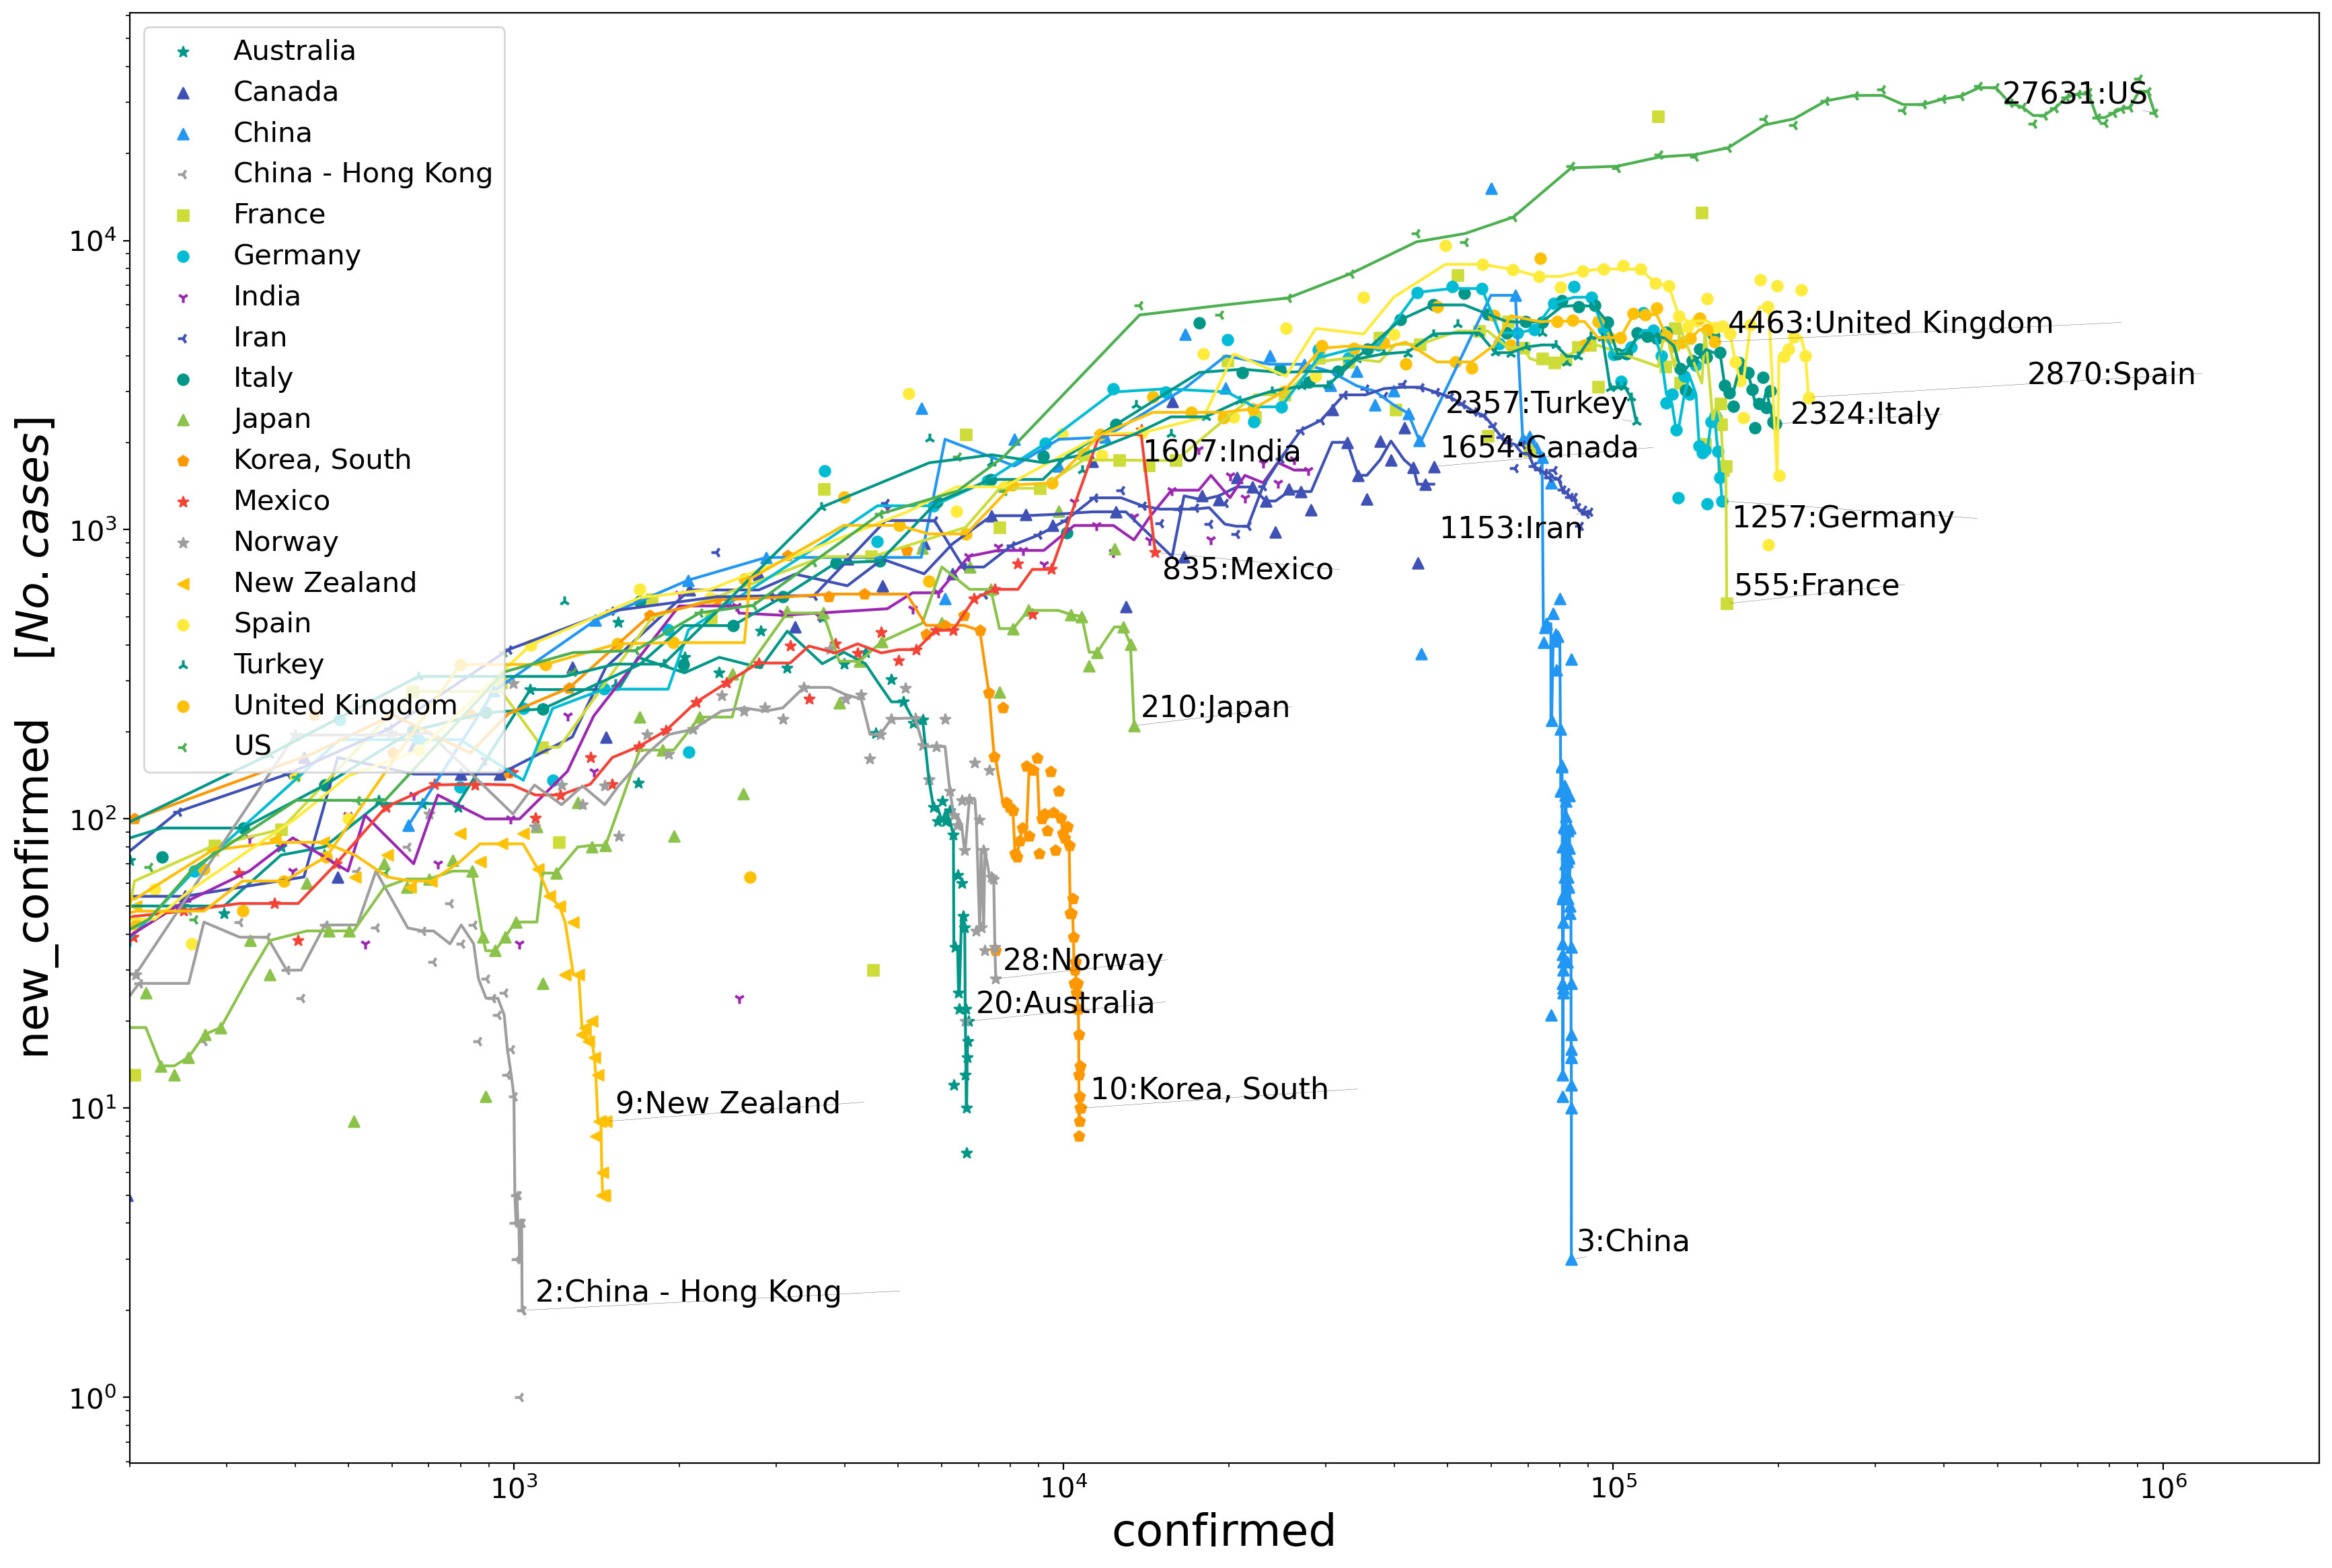 Australia
Canada
China
China - Hong Kong
France
Germany
India
Iran
Italy
Japan
Korea, South
Mexico
Norway
New Zealand
Spain
Turkey
United Kingdom
US
new_confirmed [No. cases]
10⁴
10³
10²
10¹
10⁰
27631:US
4463:United Kingdom
2870:Spain
2357:Turkey
2324:Italy
1607:India
1654:Canada
1153:Iran
1257:Germany
835:Mexico
555:France
210:Japan
28:Norway
20:Australia
9:New Zealand
10:Korea, South
3:China
2:China - Hong Kong
10³
10⁴
10⁵
10⁶
confirmed